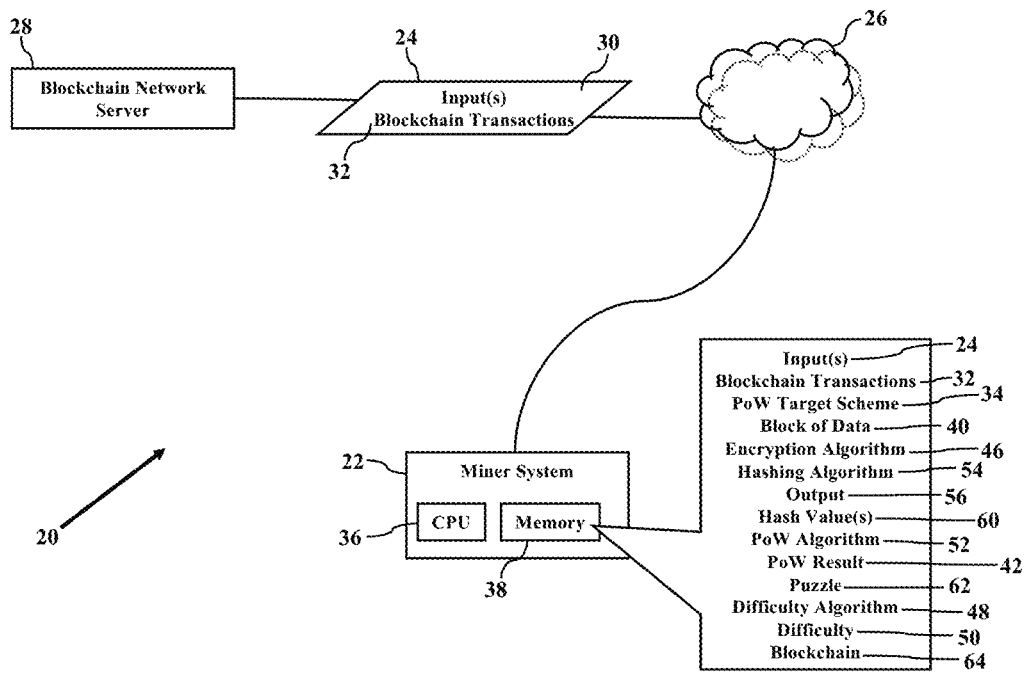 28
Blockchain Network
Server
24
30
Input(s)
Blockchain Transactions
32
26
22
Miner System
CPU
Memory
36
38
20
Input(s) 24
Blockchain Transactions 32
PoW Target Scheme 34
Block of Data 40
Encryption Algorithm 46
Hashing Algorithm 54
Output 56
Hash Value(s) 60
PoW Algorithm 52
PoW Result 42
Puzzle 62
Difficulty Algorithm 48
Difficulty 50
Blockchain 64